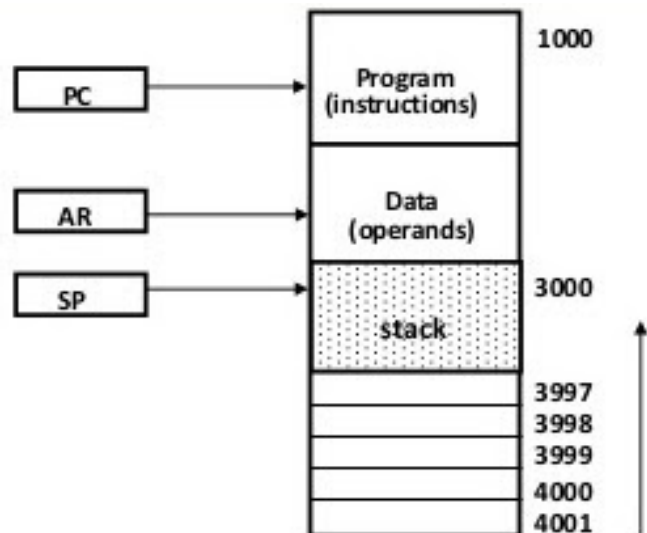 1000
PC
Program
(instructions)
AR
Data
(operands)
SP
3000
stack
3997
3998
3999
4000
4001